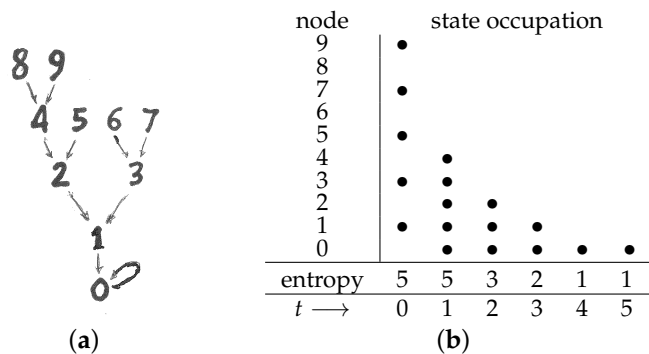 8 9
4 5 6 7
2 3
1
0
(a)
node state occupation
9 •
8
7 •
6
5 •
4 •
3 • •
2 • •
1 • • • •
0 • • • • •
entropy 5 5 3 2 1 1
t ⟶ 0 1 2 3 4 5
(b)